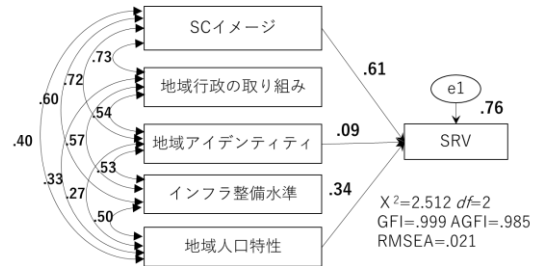 SCイメージ
.73
地域行政の取り組み
.72
.60
.54
.40
地域アイデンティティ
.57
.53
.33
.27
インフラ整備水準
.50
地域人口特性
.61
.09
.34
e1
.76
SRV
X²=2.512 df=2
GFI=.999 AGFI=.985
RMSEA=.021